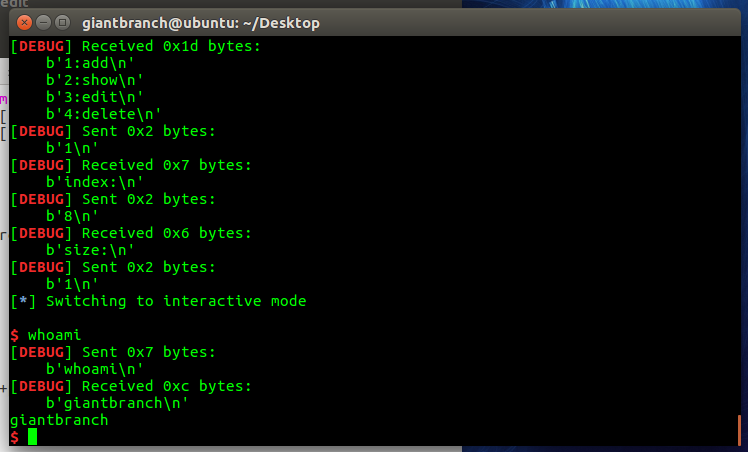 edit
giantbranch@ubuntu: ~/Desktop
[DEBUG] Received 0x1d bytes:
b'1:add\n'
b'2:show\n'
b'3:edit\n'
b'4:delete\n'
[DEBUG] Sent 0x2 bytes:
b'1\n'
[DEBUG] Received 0x7 bytes:
b'index:\n'
[DEBUG] Sent 0x2 bytes:
b'8\n'
[DEBUG] Received 0x6 bytes:
b'size:\n'
[DEBUG] Sent 0x2 bytes:
b'1\n'
[*] Switching to interactive mode
$ whoami
[DEBUG] Sent 0x7 bytes:
b'whoami\n'
[DEBUG] Received 0xc bytes:
b'giantbranch\n'
giantbranch
$